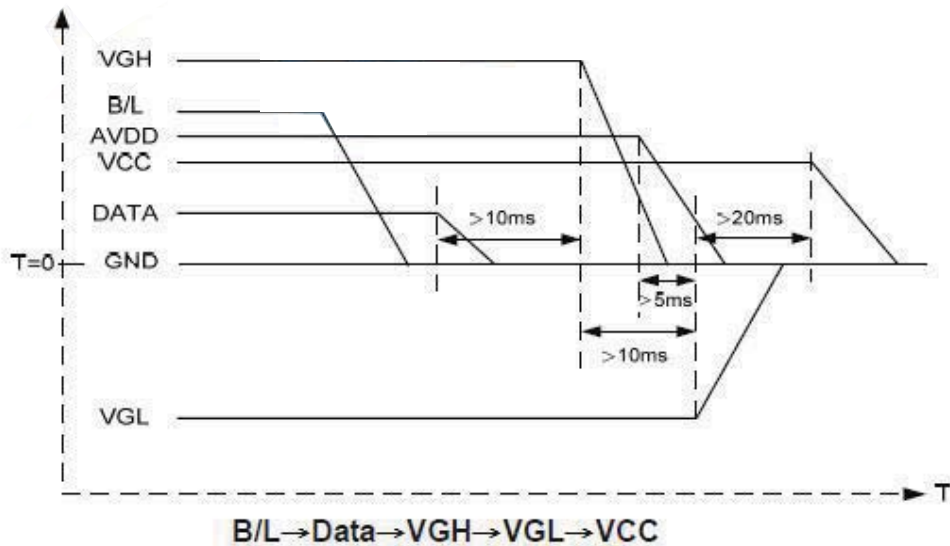 VGH
B/L
AVDD
VCC
DATA
>10ms
>20ms
T=0
GND
>5ms
>10ms
VGL
T
B/L→Data→VGH→VGL→VCC